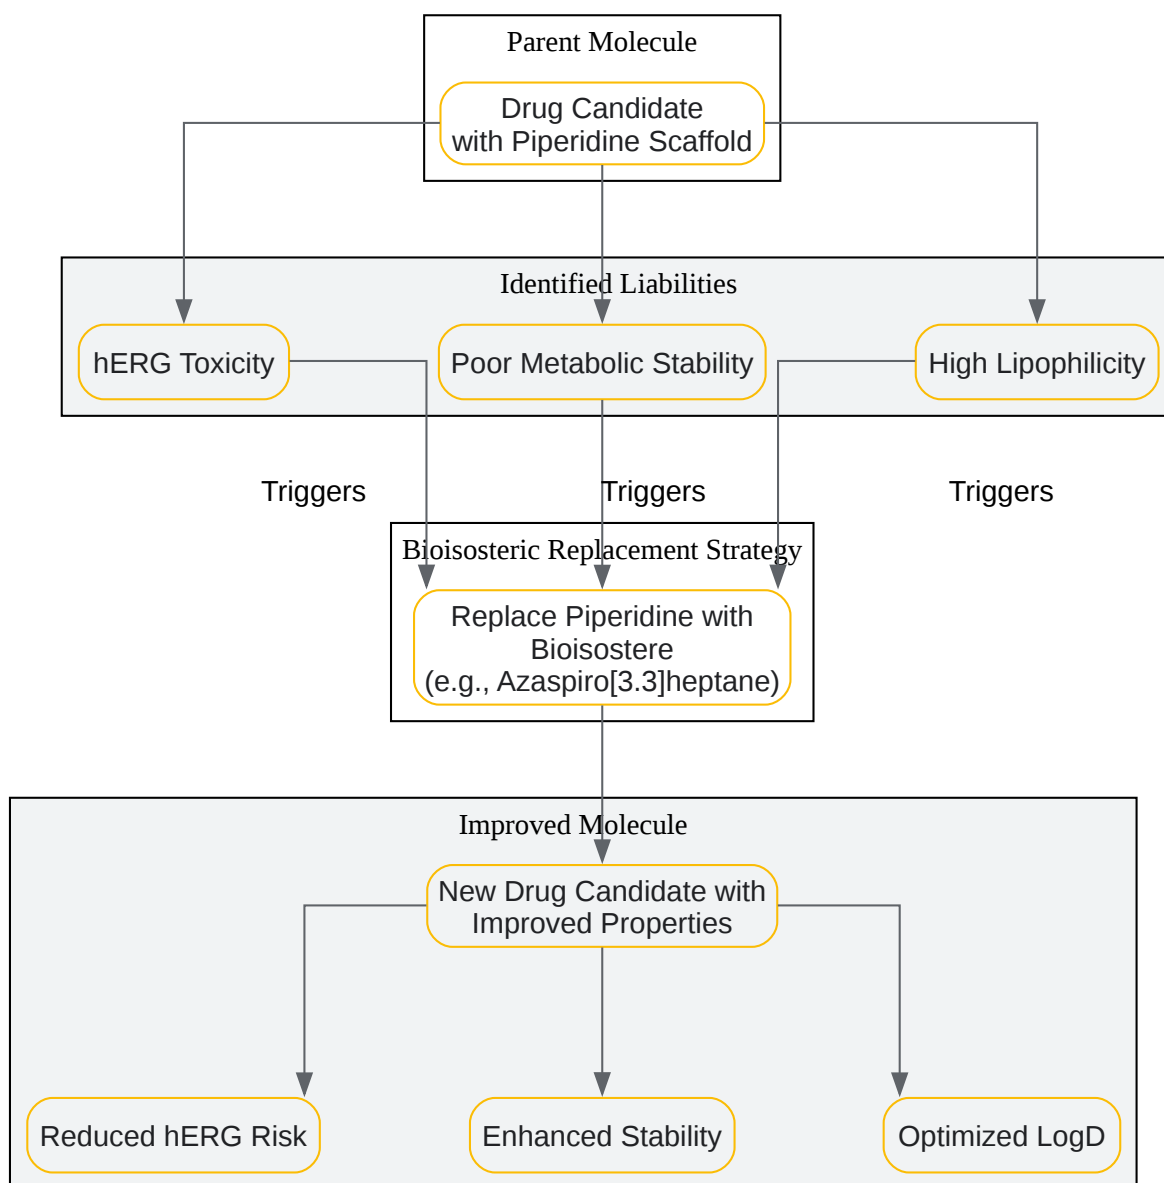 Parent Molecule
Drug Candidate
with Piperidine Scaffold
Identified Liabilities
hERG Toxicity
Poor Metabolic Stability
High Lipophilicity
Triggers
Triggers
Triggers
Bioisosteric Replacement Strategy
Replace Piperidine with
Bioisostere
(e.g., Azaspiro[3.3]heptane)
Improved Molecule
New Drug Candidate with
Improved Properties
Reduced hERG Risk
Enhanced Stability
Optimized LogD